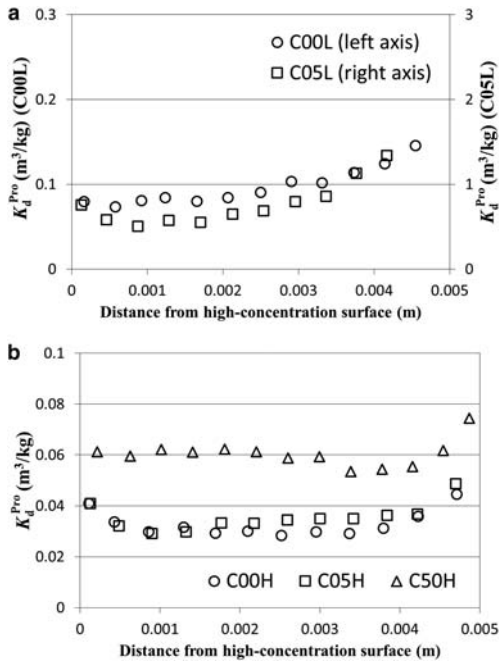 a
0.3
0.2
0.1
0
3
2
1
0
○ C00L (left axis)
□ C05L (right axis)
K_d^Pro (m³/kg) (C00L)
K_d^Pro (m³/kg) (C05L)
0 0.001 0.002 0.003 0.004 0.005
Distance from high-concentration surface (m)
b
0.1
0.08
0.06
0.04
0.02
0
K_d^Pro (m³/kg)
○ C00H □ C05H △ C50H
0 0.001 0.002 0.003 0.004 0.005
Distance from high-concentration surface (m)